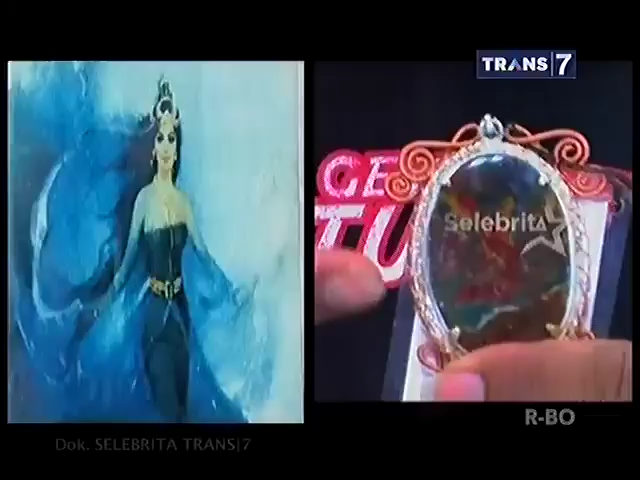 TRANS|7
GE
TU
Selebrita
R-BO
Dok. SELEBRITA TRANS|7